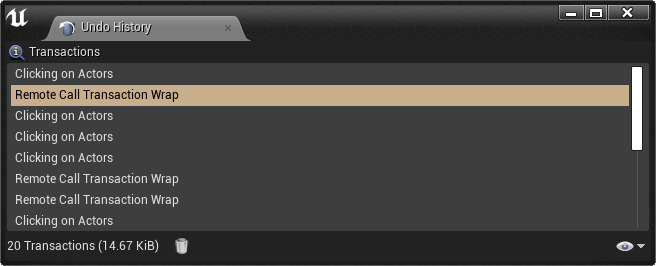 Undo History
Transactions
Clicking on Actors
Remote Call Transaction Wrap
Clicking on Actors
Clicking on Actors
Clicking on Actors
Remote Call Transaction Wrap
Remote Call Transaction Wrap
Clicking on Actors
20 Transactions (14.67 KiB)